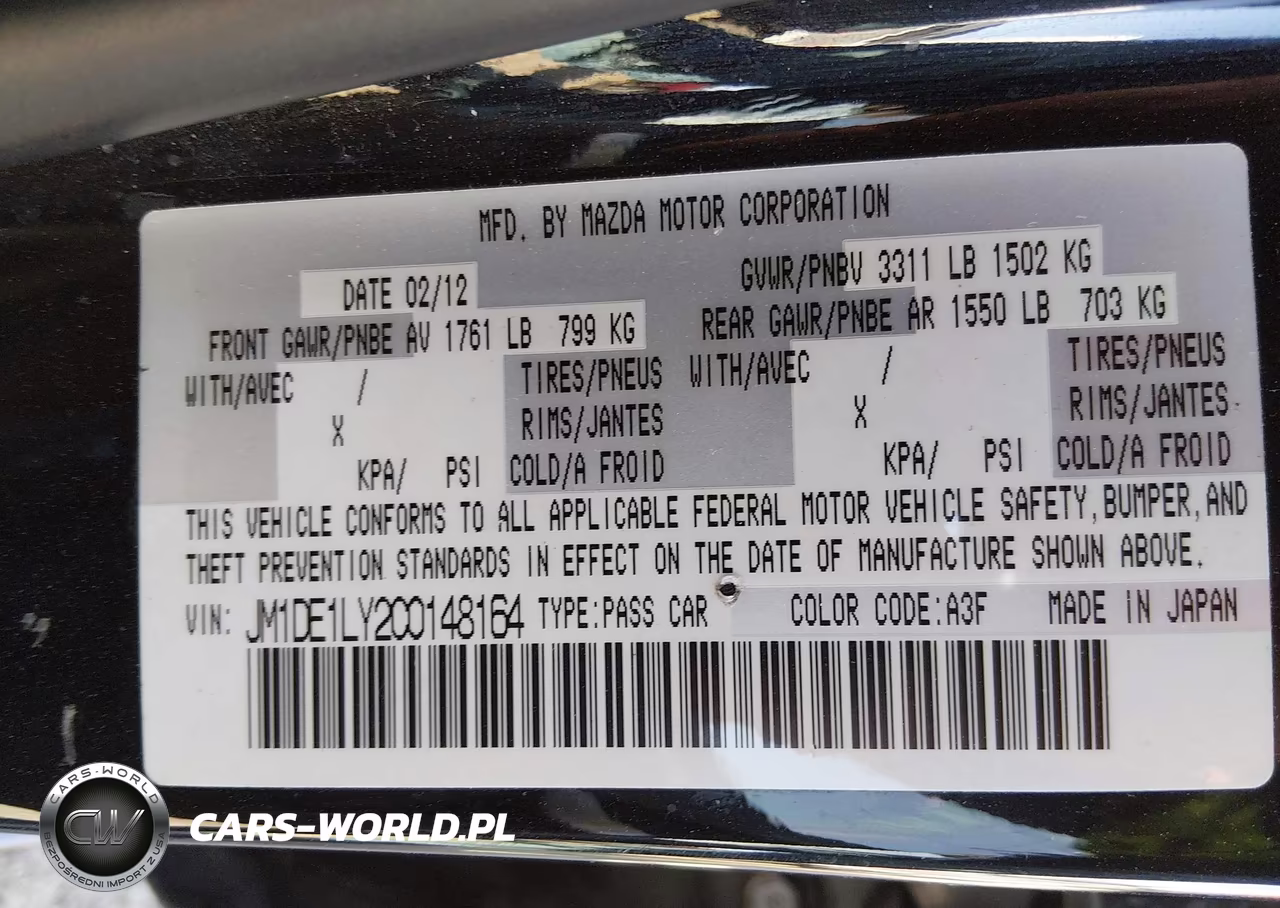 MFD. BY MAZDA MOTOR CORPORATION
DATE 02/12 GVWR/PNBV 3311 LB 1502 KG
FRONT GAWR/PNBE AV 1761 LB 799 KG REAR GAWR/PNBE AR 1550 LB 703 KG
WITH/AVEC / TIRES/PNEUS WITH/AVEC / TIRES/PNEUS
X RIMS/JANTES X RIMS/JANTES
KPA/ PSI COLD/A FROID KPA/ PSI COLD/A FROID
THIS VEHICLE CONFORMS TO ALL APPLICABLE FEDERAL MOTOR VEHICLE SAFETY, BUMPER, AND
THEFT PREVENTION STANDARDS IN EFFECT ON THE DATE OF MANUFACTURE SHOWN ABOVE.
VIN: JM1DE1LY2C0148164 TYPE:PASS CAR COLOR CODE:A3F MADE IN JAPAN
CARS-WORLD
CW
BEZPOŚREDNI IMPORT Z USA
CARS-WORLD.PL